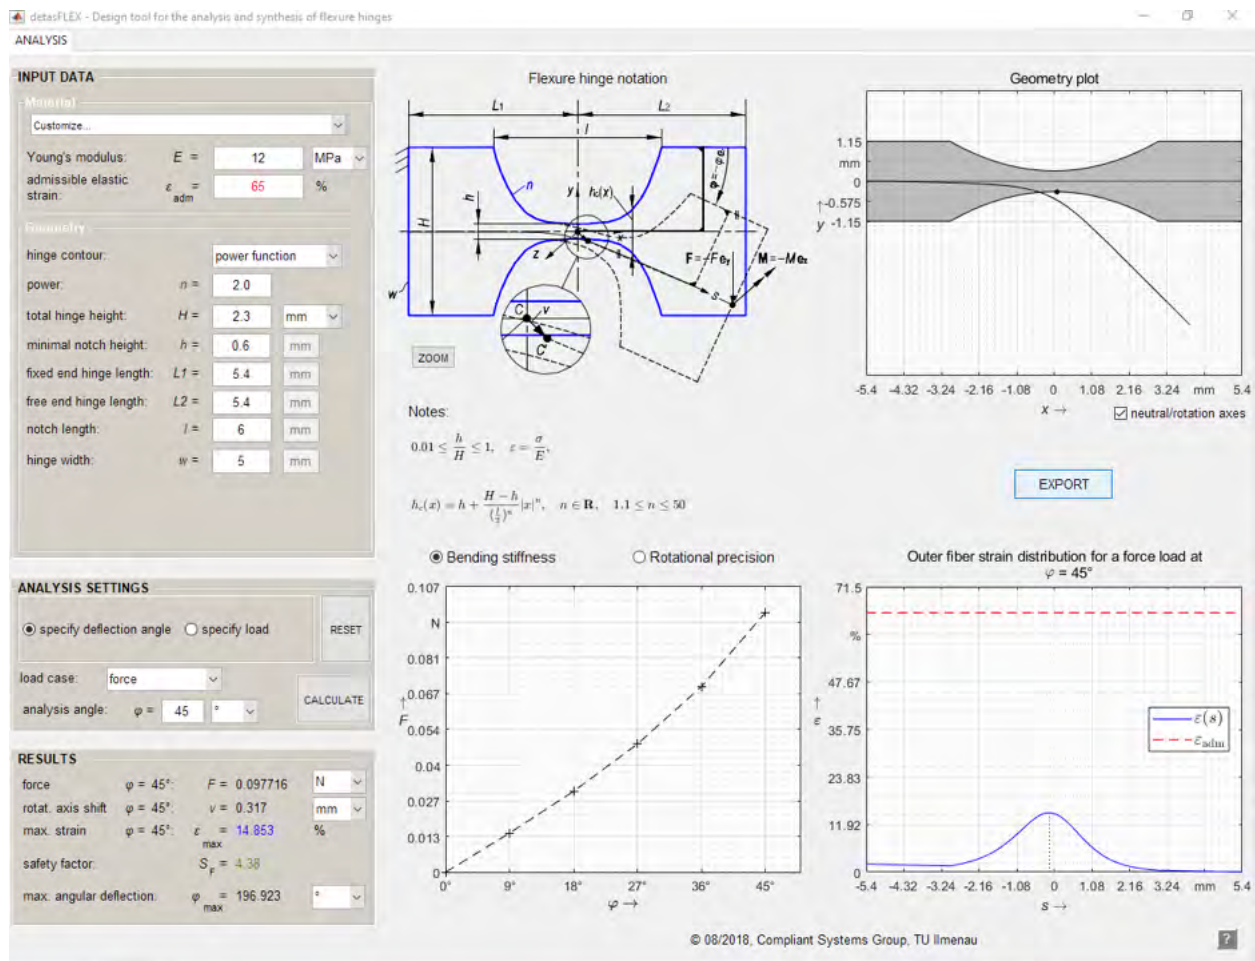 detasFLEX - Design tool for the analysis and synthesis of flexure hinges
ANALYSIS
INPUT DATA
Material
Customize...
Young's modulus: E = 12 MPa
admissible elastic strain: ε adm = 65 %
Geometry
hinge contour: power function
power: n = 2.0
total hinge height: H = 2.3 mm
minimal notch height: h = 0.6 mm
fixed end hinge length: L1 = 5.4 mm
free end hinge length: L2 = 5.4 mm
notch length: l = 6 mm
hinge width: w = 5 mm
ANALYSIS SETTINGS
specify deflection angle specify load RESET
load case: force
analysis angle: φ = 45 ° CALCULATE
RESULTS
force φ = 45°: F = 0.097716 N
rotat. axis shift φ = 45°: v = 0.317 mm
max. strain φ = 45°: ε max = 14.853 %
safety factor: S F = 4.38
max. angular deflection: φ max = 196.923 °
Flexure hinge notation
L₁ L₂
l
n y hc(x) φ=-φez
h H
x
z F=-Fey M=-Mez
w s
C v
C'
ZOOM
Notes:
0.01 ≤ h/H ≤ 1, ε = σ/E,
hc(x) = h + (H − h)/(l/2)ⁿ |x|ⁿ, n ∈ R, 1.1 ≤ n ≤ 50
Geometry plot
1.15
mm
0
↑-0.575
y -1.15
-5.4 -4.32 -3.24 -2.16 -1.08 0 1.08 2.16 3.24 mm 5.4
x →
neutral/rotation axes
EXPORT
Bending stiffness Rotational precision
0.107
N
0.081
0.067
↑
F
0.054
0.04
0.027
0.013
0
0° 9° 18° 27° 36° 45°
φ →
Outer fiber strain distribution for a force load at
φ = 45°
71.5
%
47.67
↑
ε
35.75
23.83
11.92
0
ε(s)
εadm
-5.4 -4.32 -3.24 -2.16 -1.08 0 1.08 2.16 3.24 mm 5.4
s →
© 08/2018, Compliant Systems Group, TU Ilmenau
?